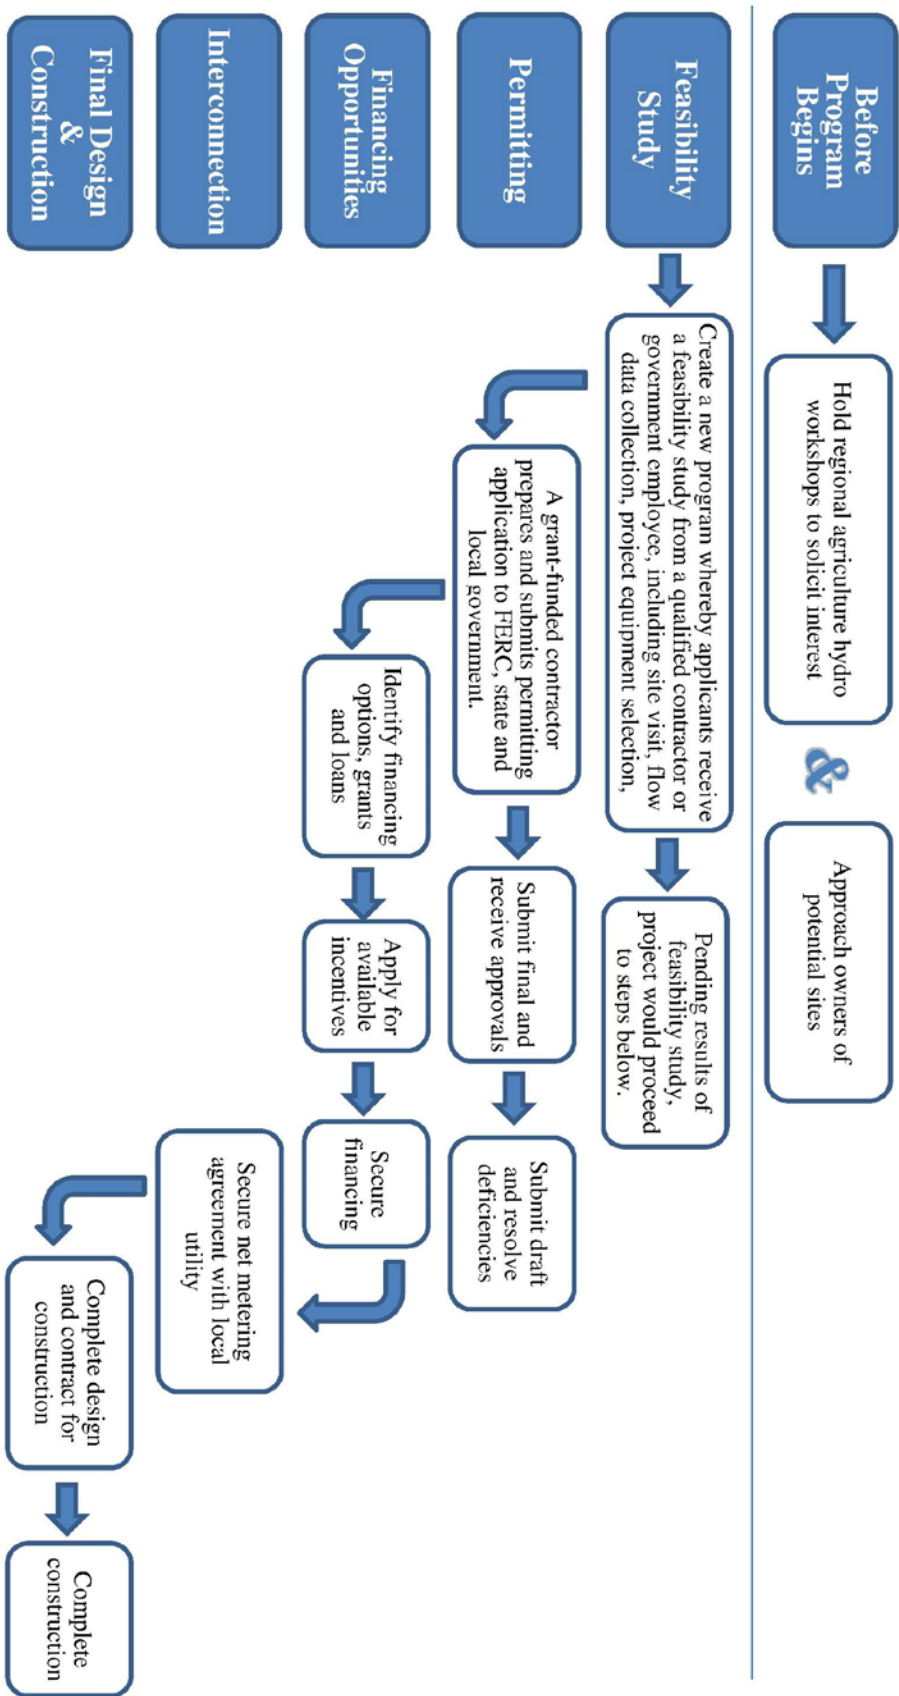 Before
Program
Begins
Hold regional agriculture hydro
workshops to solicit interest
&
Approach owners of
potential sites
Feasibility
Study
Create a new program whereby applicants receive
a feasibility study from a qualified contractor or
government employee, including site visit, flow
data collection, project equipment selection,
Pending results of
feasibility study,
project would proceed
to steps below.
Permitting
A grant-funded contractor
prepares and submits permitting
application to FERC, state and
local government.
Submit final and
receive approvals
Submit draft
and resolve
deficiencies
Financing
Opportunities
Identify financing
options, grants
and loans
Apply for
available
incentives
Secure
financing
Interconnection
Secure net metering
agreement with local
utility
Final Design
&
Construction
Complete design
and contract for
construction
Complete
construction